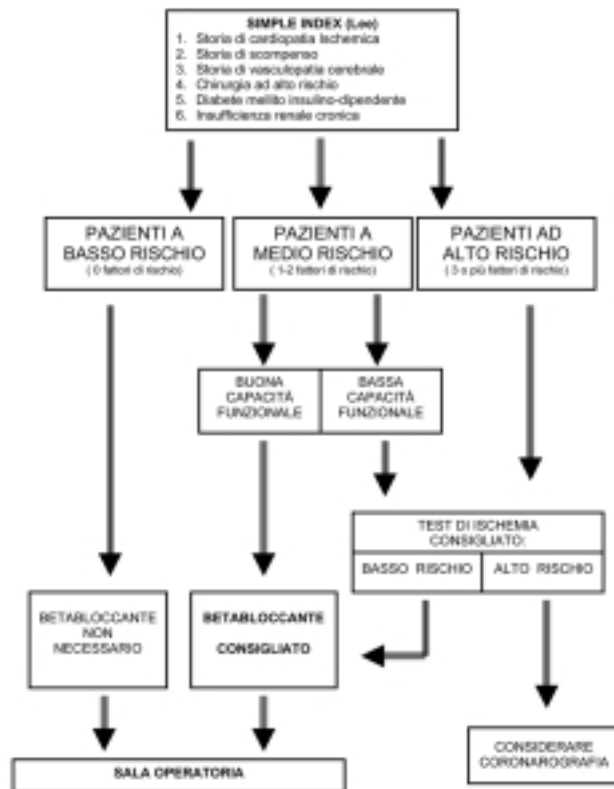 SIMPLE INDEX (Lee)
1. Storia di cardiopatia Ischemica
2. Storia di scompenso
3. Storia di vasculopatia cerebrale
4. Chirurgia ad alto rischio
5. Diabete mellito insulino-dipendente
6. Insufficienza renale cronica
PAZIENTI A
BASSO RISCHIO
( 0 fattori di rischio)
PAZIENTI A
MEDIO RISCHIO
( 1-2 fattori di rischio)
PAZIENTI AD
ALTO RISCHIO
( 3 o più fattori di rischio)
BUONA
CAPACITÀ
FUNZIONALE
BASSA
CAPACITÀ
FUNZIONALE
TEST DI ISCHEMIA
CONSIGLIATO:
BASSO RISCHIO
ALTO RISCHIO
BETABLOCCANTE
NON
NECESSARIO
BETABLOCCANTE
CONSIGLIATO
SALA OPERATORIA
CONSIDERARE
CORONAROGRAFIA